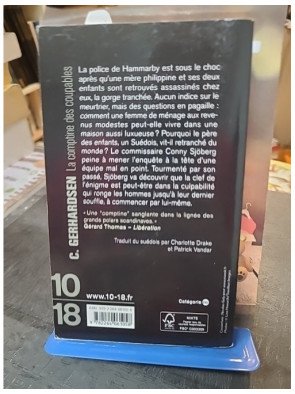 C. GERHARDSEN La comptine des coupables
La police de Hammarby est sous le choc
après qu'une mère philippine et ses deux
enfants sont retrouvés assassinés chez
eux, la gorge tranchée. Aucun indice sur le
meurtrier, mais des questions en pagaille :
comment une femme de ménage aux reve-
nus modestes peut-elle vivre dans une
maison aussi luxueuse ? Pourquoi le père
des enfants, un Suédois, vit-il retranché du
monde ? Le commissaire Conny Sjöberg
peine à mener l'enquête à la tête d'une
équipe mal en point. Tourmenté par son
passé, Sjöberg va découvrir que la clef de
l'énigme est peut-être dans la culpabilité
qui ronge les hommes jusqu'à leur dernier
souffle, à commencer par lui-même.
« Une "comptine" sanglante dans la lignée des
grands polars scandinaves. »
Gérard Thomas – Libération
Traduit du suédois par Charlotte Drake
et Patrick Vandar
10
18
www.10-18.fr
Catégorie
FSC
MIXTE